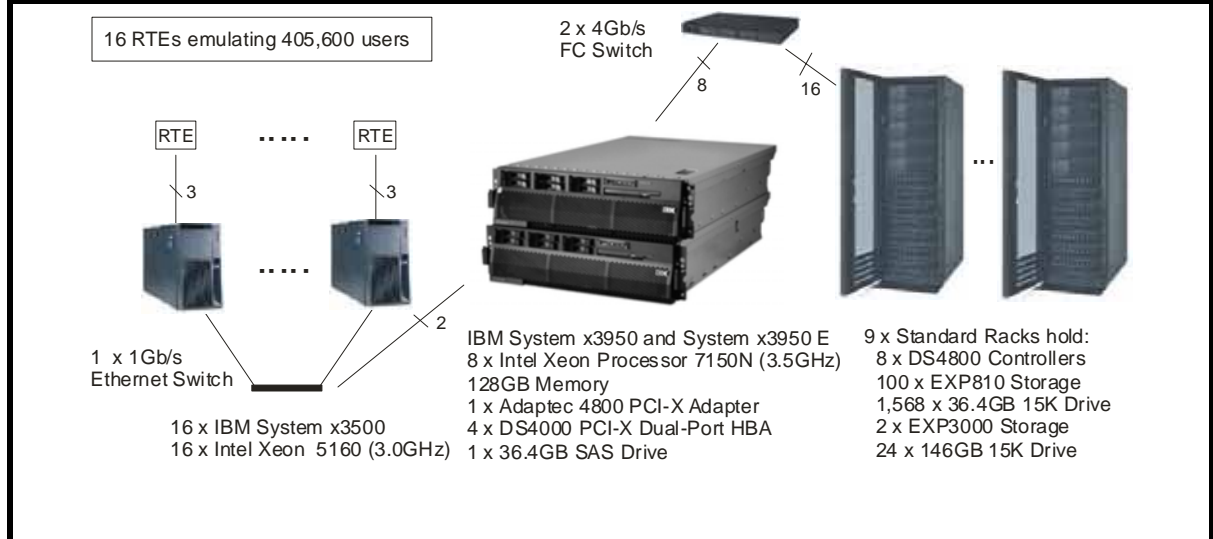 16 RTEs emulating 405,600 users
2 x 4Gb/s
FC Switch
8
16
RTE
.....
RTE
...
3
3
.....
2
1 x 1Gb/s
Ethernet Switch
16 x IBM System x3500
16 x Intel Xeon 5160 (3.0GHz)
IBM System x3950 and System x3950 E
8 x Intel Xeon Processor 7150N (3.5GHz)
128GB Memory
1 x Adaptec 4800 PCI-X Adapter
4 x DS4000 PCI-X Dual-Port HBA
1 x 36.4GB SAS Drive
9 x Standard Racks hold:
8 x DS4800 Controllers
100 x EXP810 Storage
1,568 x 36.4GB 15K Drive
2 x EXP3000 Storage
24 x 146GB 15K Drive